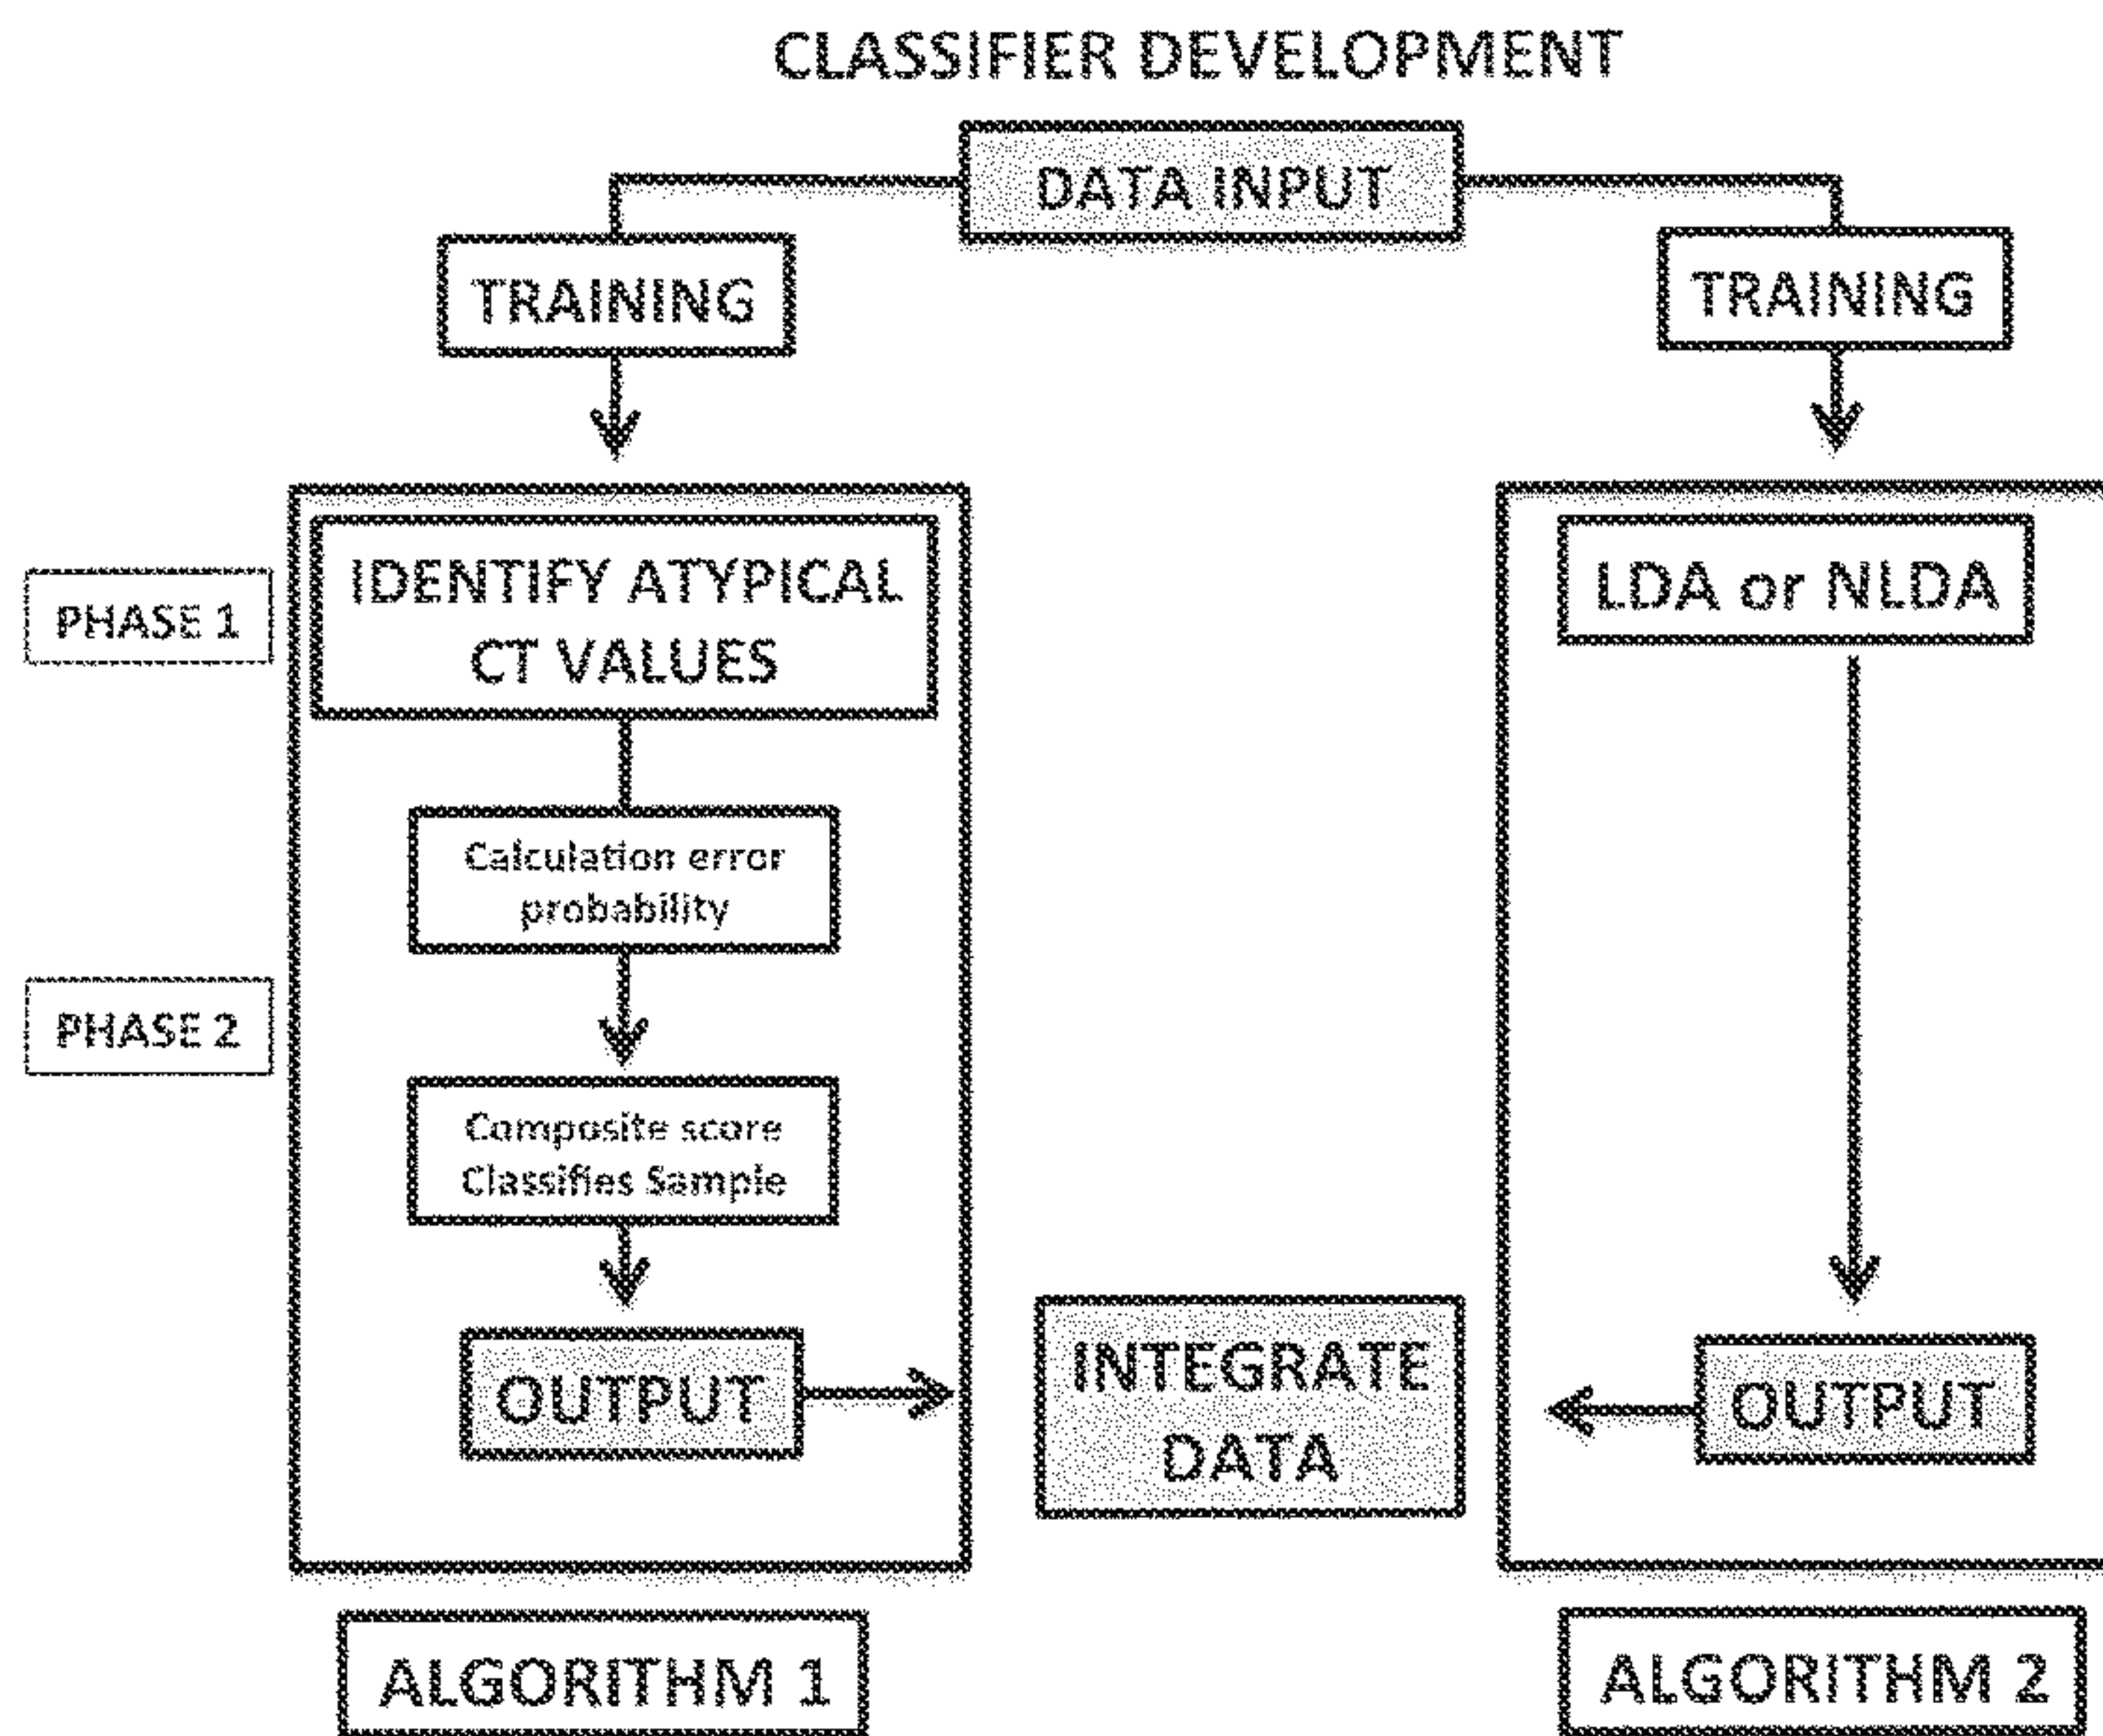 CLASSIFIER DEVELOPMENT
DATA INPUT
TRAINING
TRAINING
PHASE 1
IDENTIFY ATYPICAL
CT VALUES
LDA or NLDA
Calculation error
probability
PHASE 2
Composite score
Classifies Sample
OUTPUT
INTEGRATE
DATA
OUTPUT
ALGORITHM 1
ALGORITHM 2